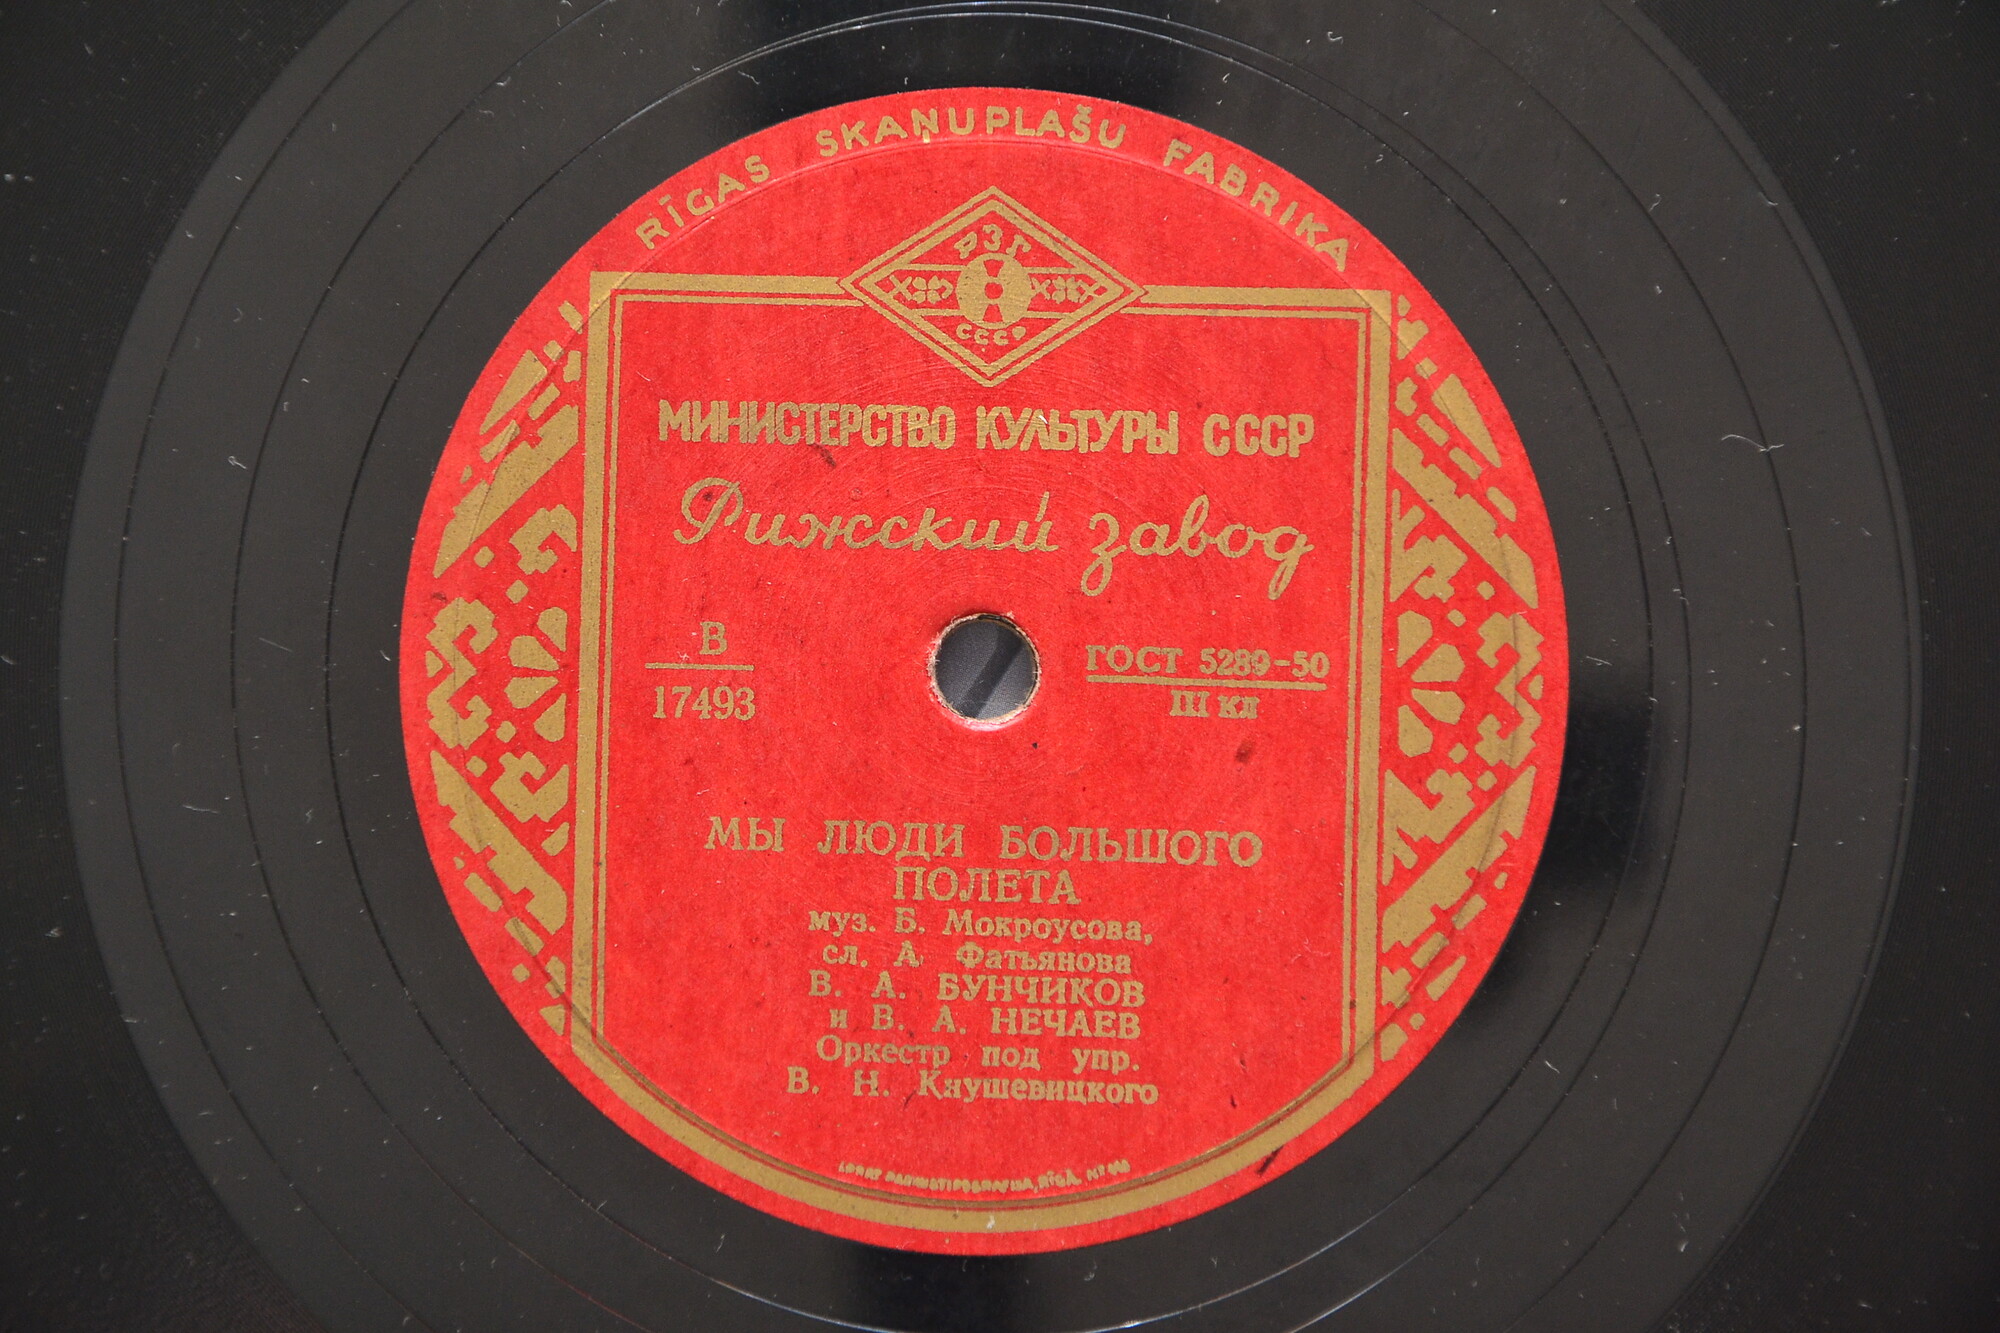 RĪGAS SKAŅUPLAŠU FABRIKA
РЗГ
СССР
МИНИСТЕРСТВО КУЛЬТУРЫ СССР
Рижский завод
В
17493
ГОСТ 5289-50
III кл
МЫ ЛЮДИ БОЛЬШОГО
ПОЛЕТА
муз. Б. Мокроусова,
сл. А. Фатьянова
В. А. БУНЧИКОВ
и В. А. НЕЧАЕВ
Оркестр под упр.
В. Н. Кнушевицкого
RĪGĀ.